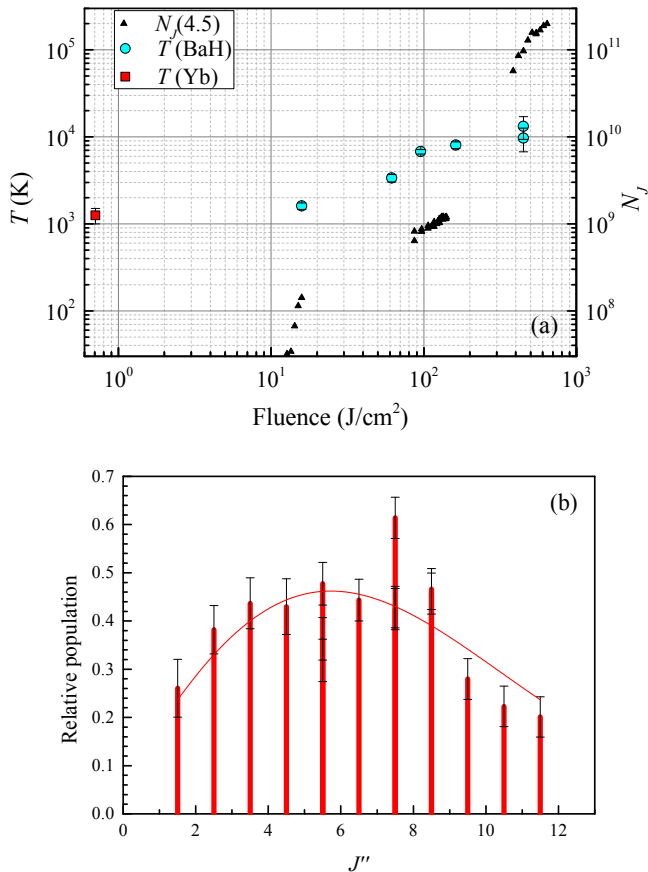 N_J(4.5)
T (BaH)
T (Yb)
10^5
10^4
10^3
10^2
T (K)
10^11
10^10
10^9
10^8
N_J
(a)
10^0 10^1 10^2 10^3
Fluence (J/cm^2)
(b)
0.7
0.6
0.5
0.4
0.3
0.2
0.1
0.0
Relative population
0 2 4 6 8 10 12
J''